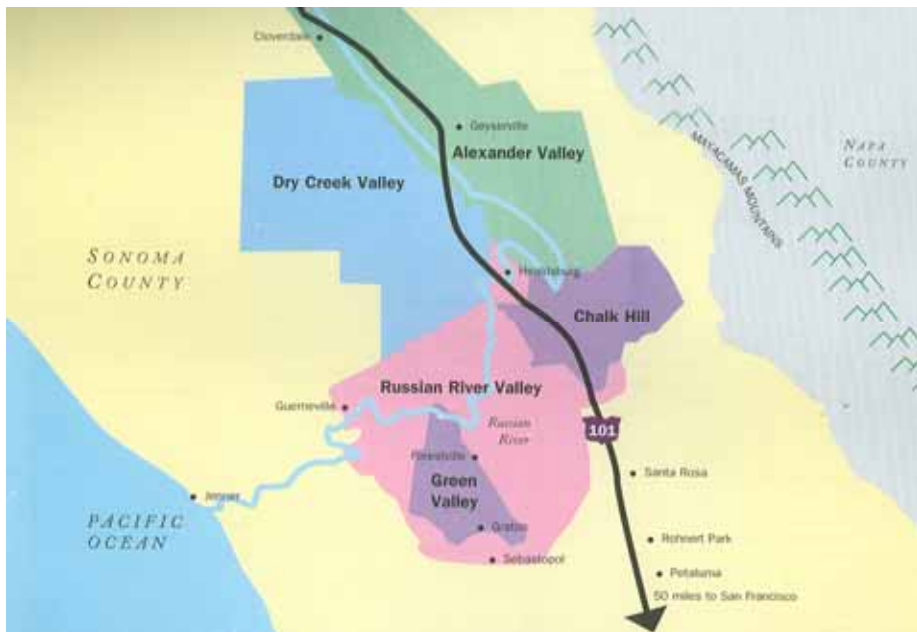 Cloverdale
Geyserville
Alexander Valley
MAYACAMAS MOUNTAINS
NAPA
COUNTY
Dry Creek Valley
SONOMA
COUNTY
Healdsburg
Chalk Hill
Russian River Valley
Guerneville
Russian
River
101
Forestville
Santa Rosa
Green
Valley
Jenner
PACIFIC
OCEAN
Graton
Rohnert Park
Sebastopol
Petaluma
50 miles to San Francisco